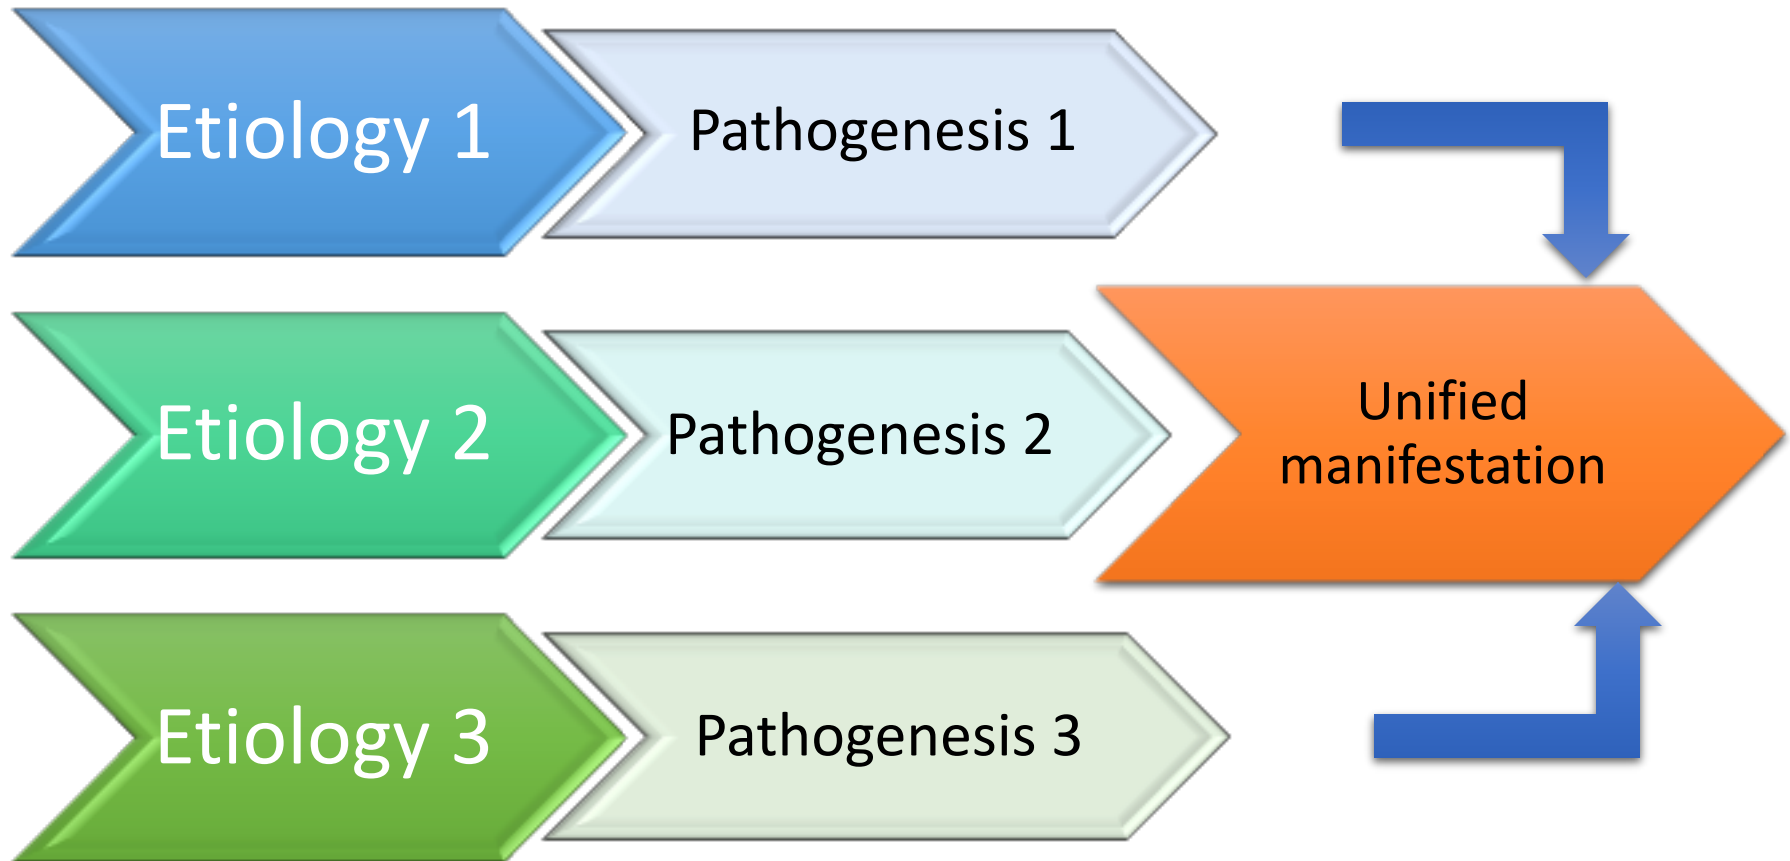 Etiology 1
Pathogenesis 1
Etiology 2
Pathogenesis 2
Unified
manifestation
Etiology 3
Pathogenesis 3